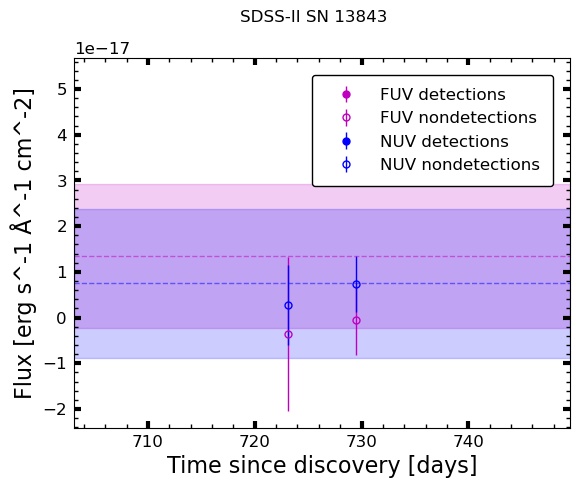 SDSS-II SN 13843
1e−17
FUV detections
FUV nondetections
NUV detections
NUV nondetections
5
4
3
2
1
0
−1
−2
Flux [erg s^-1 Å^-1 cm^-2]
710 720 730 740
Time since discovery [days]